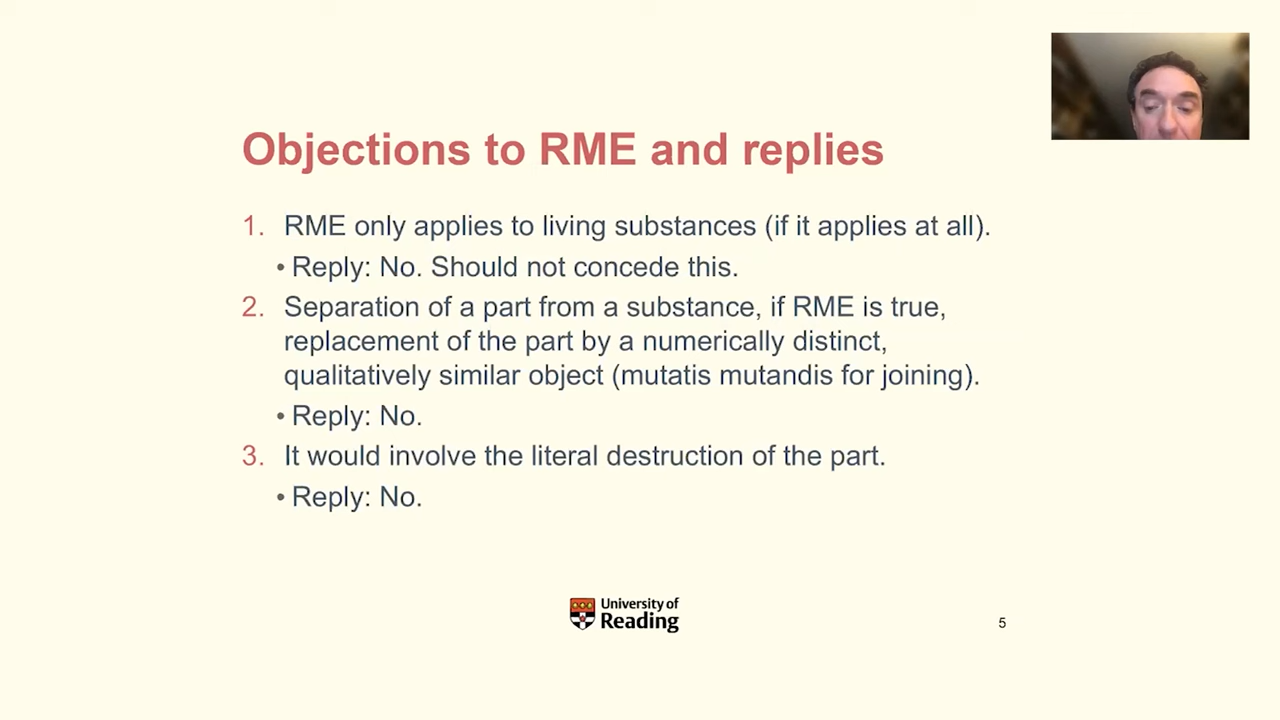 Objections to RME and replies
1. RME only applies to living substances (if it applies at all).
• Reply: No. Should not concede this.
2. Separation of a part from a substance, if RME is true,
replacement of the part by a numerically distinct,
qualitatively similar object (mutatis mutandis for joining).
• Reply: No.
3. It would involve the literal destruction of the part.
• Reply: No.
University of
Reading
5